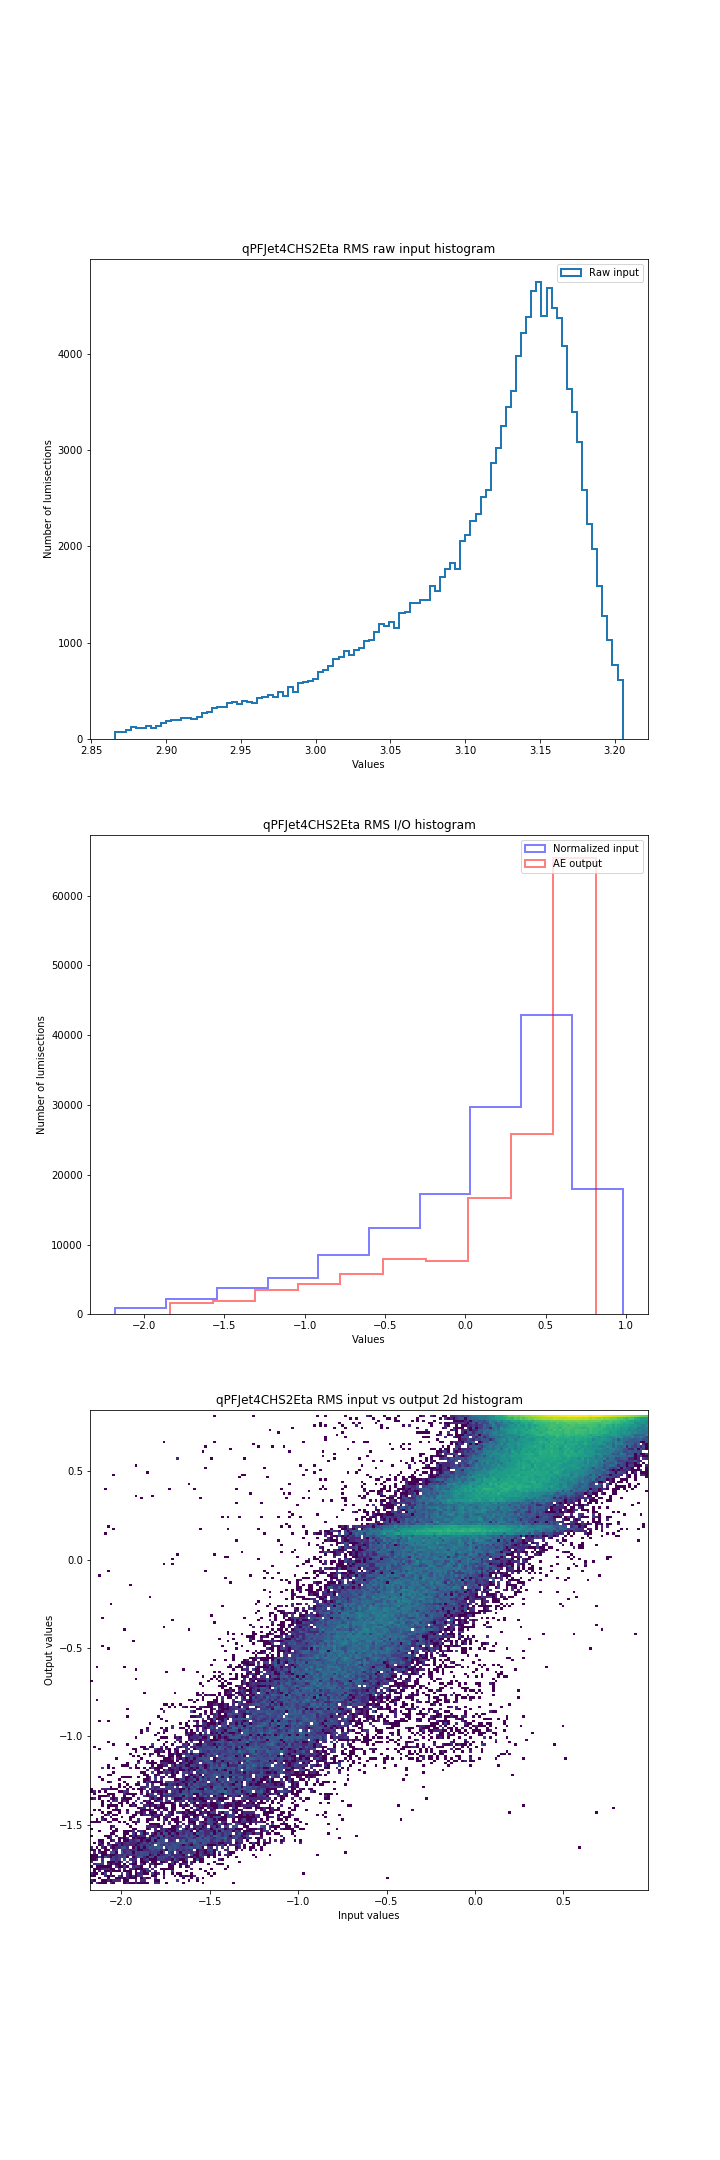 qPFJet4CHS2Eta RMS raw input histogram
Raw input
4000
3000
2000
1000
0
Number of lumisections
2.85 2.90 2.95 3.00 3.05 3.10 3.15 3.20
Values
qPFJet4CHS2Eta RMS I/O histogram
Normalized input
AE output
60000
50000
40000
30000
20000
10000
0
Number of lumisections
−2.0 −1.5 −1.0 −0.5 0.0 0.5 1.0
Values
qPFJet4CHS2Eta RMS input vs output 2d histogram
0.5
0.0
−0.5
−1.0
−1.5
Output values
−2.0 −1.5 −1.0 −0.5 0.0 0.5
Input values